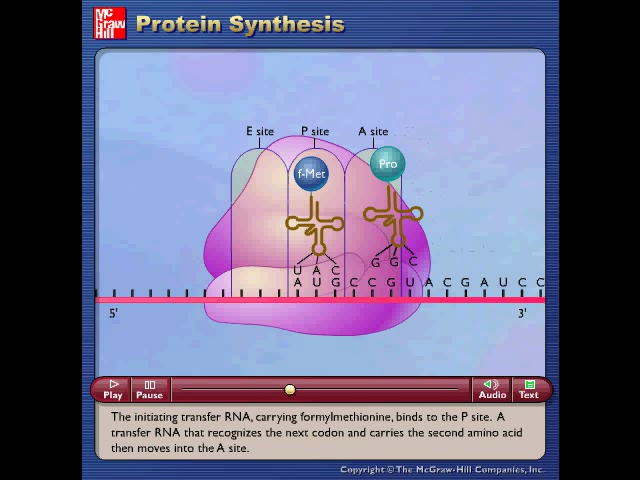 Mc
Graw
Hill
Protein Synthesis
E site
P site
A site
f-Met
Pro
U A C
G G C
A U G C C G U A C G A U C C
5'
3'
Play
Pause
Audio
Text
The initiating transfer RNA, carrying formylmethionine, binds to the P site. A
transfer RNA that recognizes the next codon and carries the second amino acid
then moves into the A site.
Copyright © The McGraw-Hill Companies, Inc.